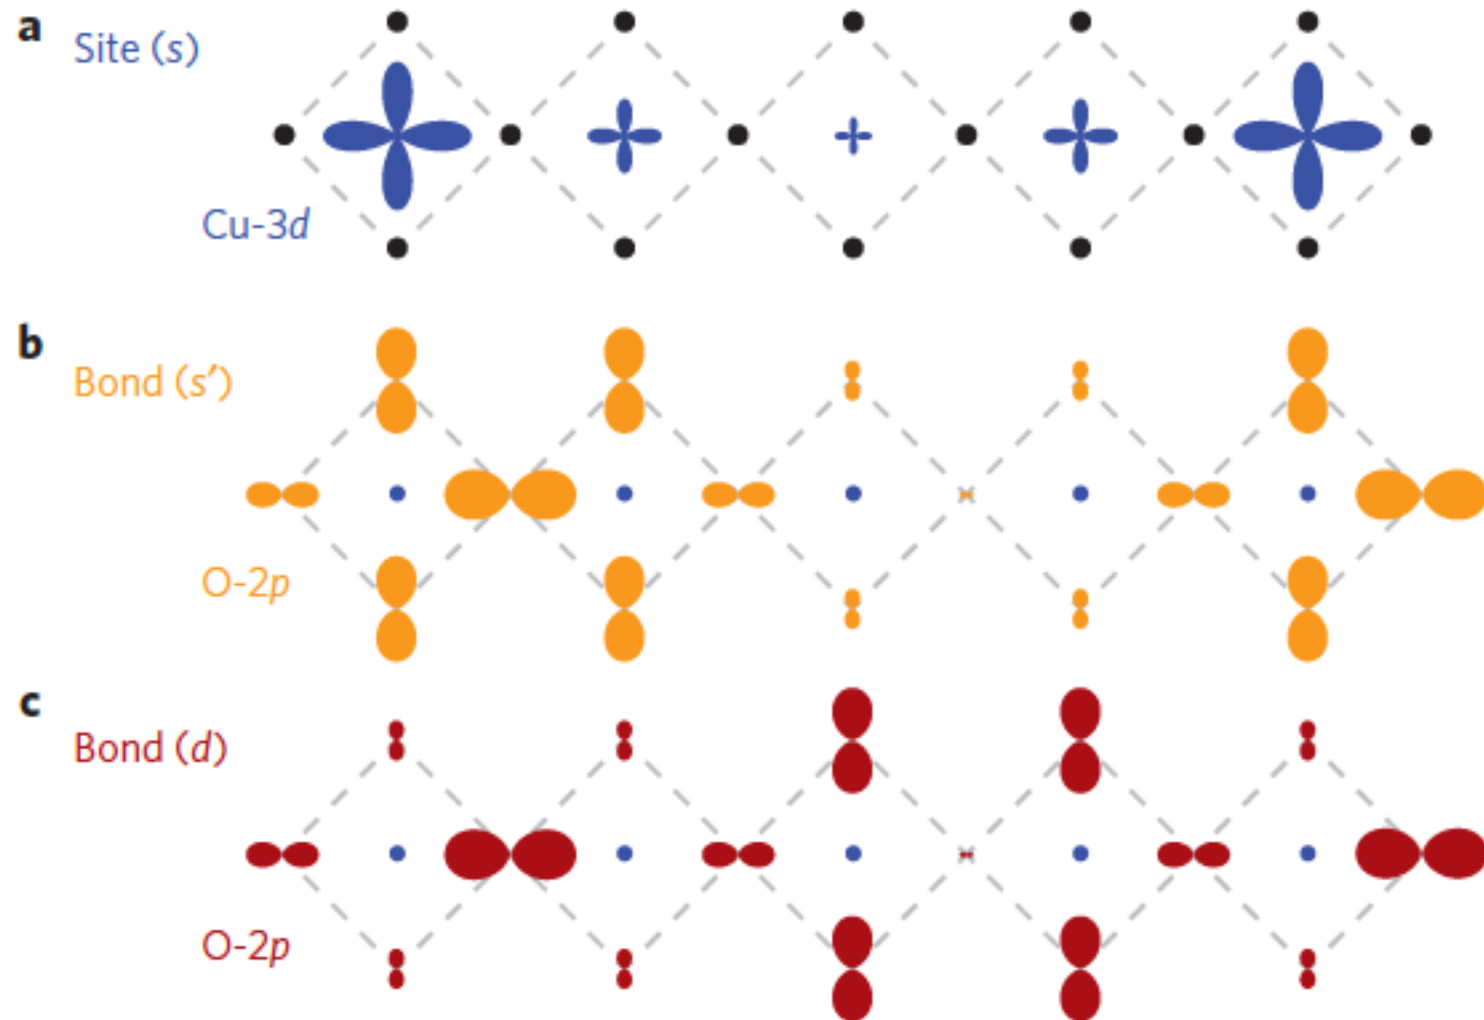 a
Site (s)
Cu-3d
b
Bond (s′)
O-2p
c
Bond (d)
O-2p